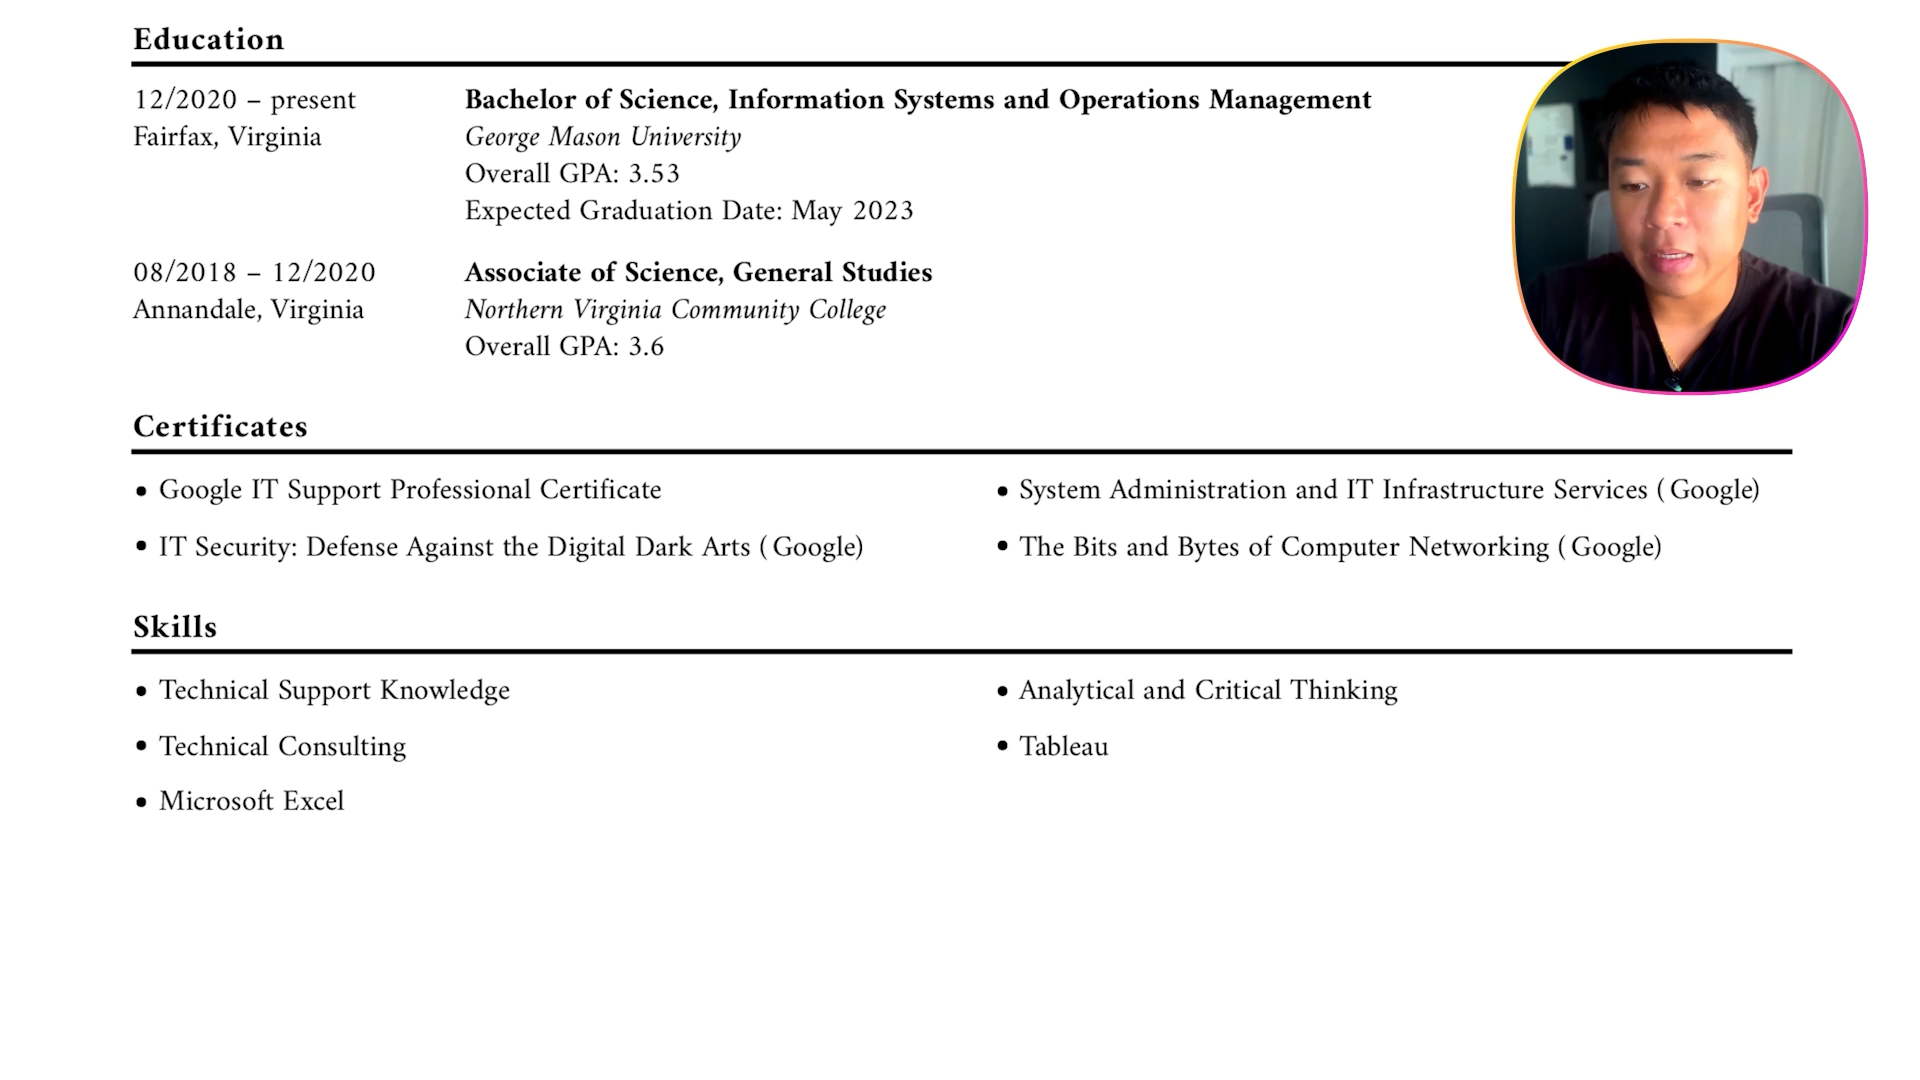 Education
12/2020 – present
Fairfax, Virginia
Bachelor of Science, Information Systems and Operations Management
George Mason University
Overall GPA: 3.53
Expected Graduation Date: May 2023
08/2018 – 12/2020
Annandale, Virginia
Associate of Science, General Studies
Northern Virginia Community College
Overall GPA: 3.6
Certificates
• Google IT Support Professional Certificate
• System Administration and IT Infrastructure Services (Google)
• IT Security: Defense Against the Digital Dark Arts (Google)
• The Bits and Bytes of Computer Networking (Google)
Skills
• Technical Support Knowledge
• Analytical and Critical Thinking
• Technical Consulting
• Tableau
• Microsoft Excel